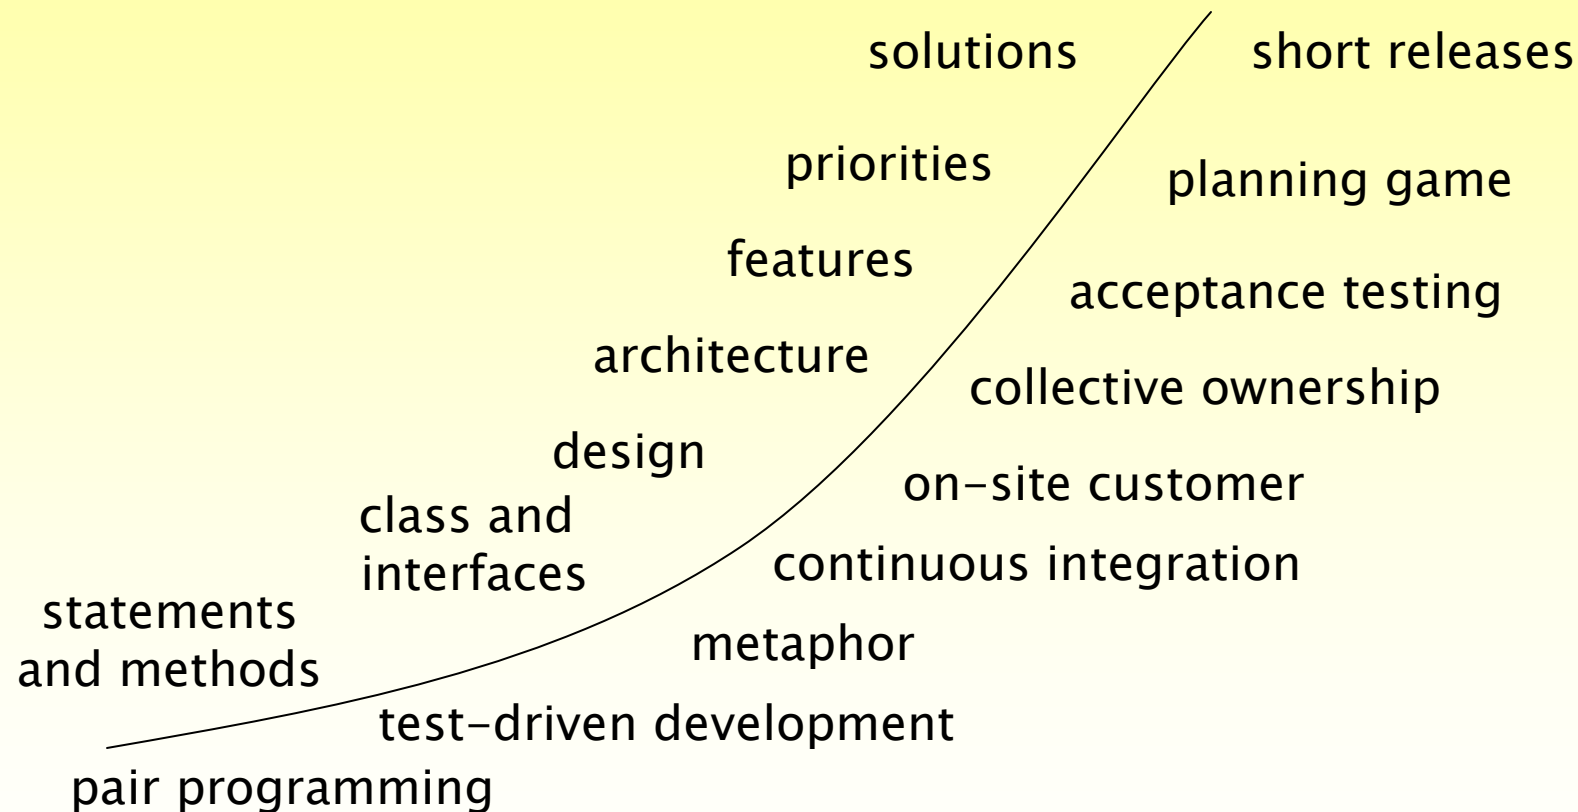 solutions
short releases
priorities
planning game
features
acceptance testing
architecture
collective ownership
design
on-site customer
class and
interfaces
continuous integration
statements
and methods
metaphor
test-driven development
pair programming